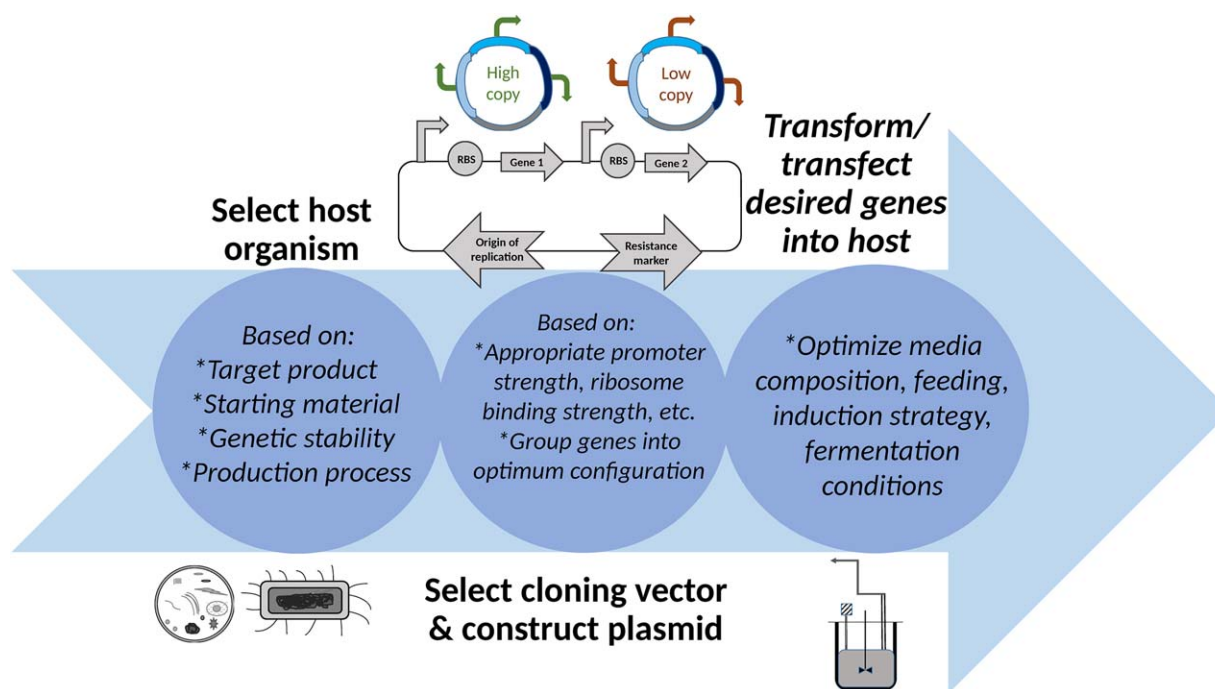 High
copy
Low
copy
RBS
Gene 1
RBS
Gene 2
Origin of
replication
Resistance
marker
Select host
organism
Based on:
*Target product
*Starting material
*Genetic stability
*Production process
Based on:
*Appropriate promoter
strength, ribosome
binding strength, etc.
*Group genes into
optimum configuration
Select cloning vector
& construct plasmid
Transform/
transfect
desired genes
into host
*Optimize media
composition, feeding,
induction strategy,
fermentation
conditions